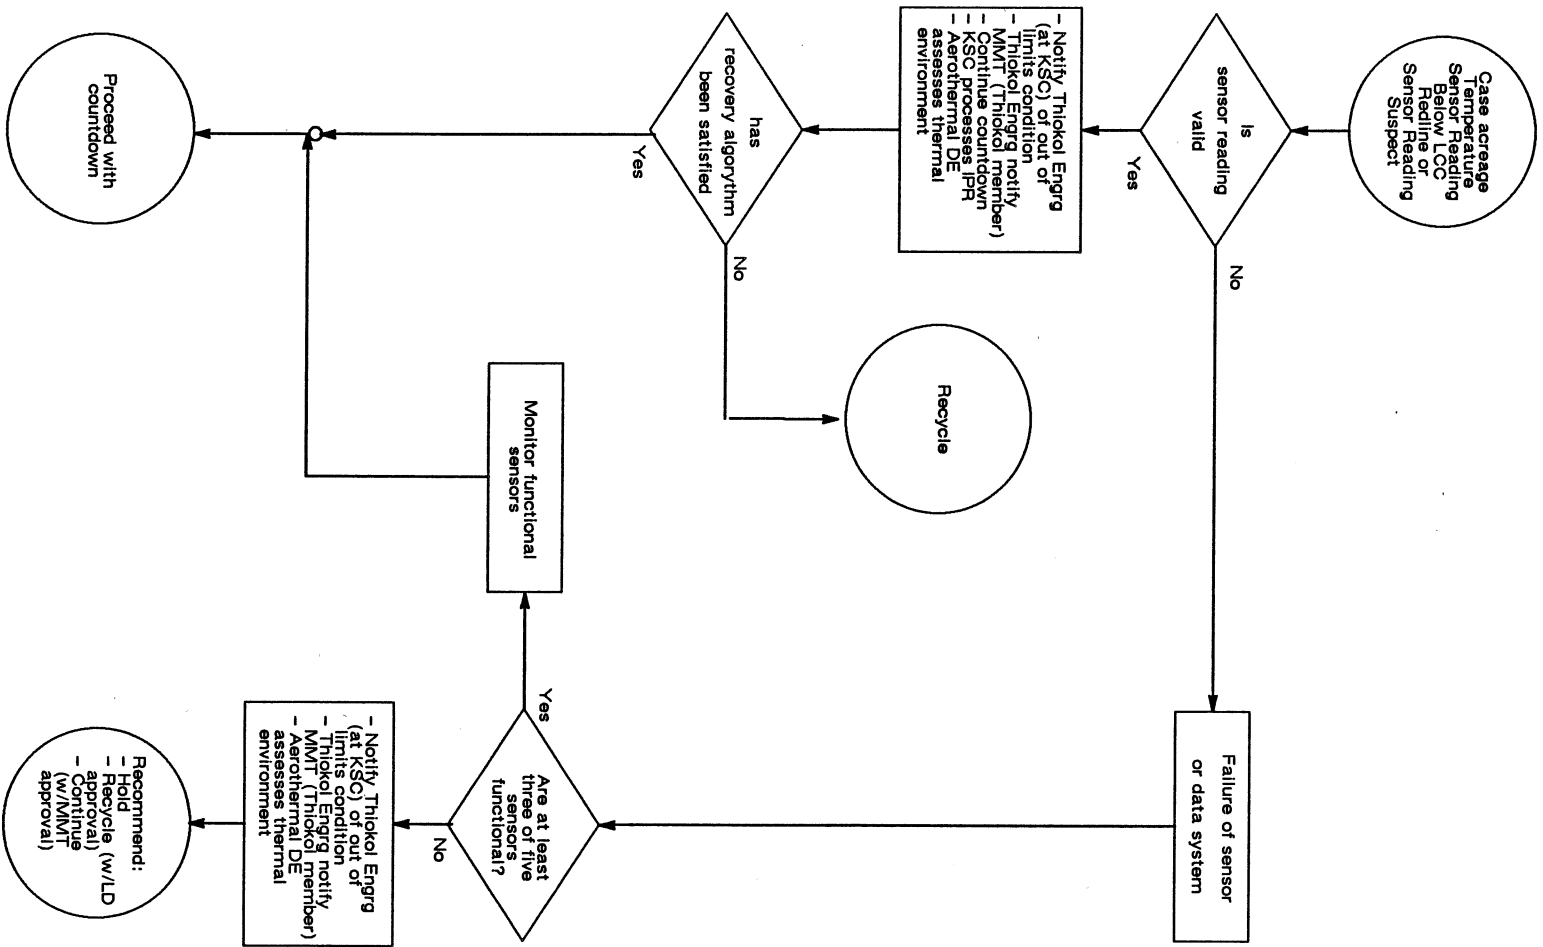 Case acreage
Temperature
Sensor Reading
Below LCC
Redline or
Sensor Reading
Suspect
Is
sensor reading
valid
No
Yes
Failure of sensor
or data system
- Notify Thiokol Engrg
(at KSC) of out of
limits condition
- Thiokol Engrg notify
MMT (Thiokol member)
- Continue countdown
- KSC processes IPR
- Aerothermal DE
assesses thermal
environment
Recycle
has
recovery algorythm
been satisfied
No
Yes
Are at least
three of five
sensors
functional?
Yes
No
Monitor functional
sensors
- Notify Thiokol Engrg
(at KSC) of out of
limits condition
- Thiokol Engrg notify
MMT (Thiokol member)
- Aerothermal DE
assesses thermal
environment
Proceed with
countdown
Recommend:
- Hold
- Recycle (w/LD
approval)
- Continue
(w/MMT
approval)